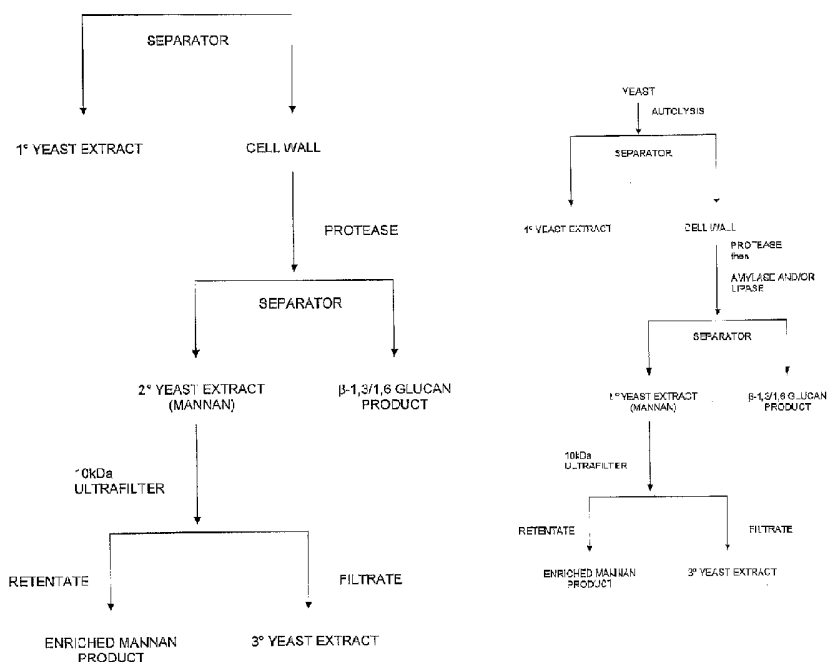 SEPARATOR
1° YEAST EXTRACT
CELL WALL
PROTEASE
SEPARATOR
2° YEAST EXTRACT
(MANNAN)
β-1,3/1,6 GLUCAN
PRODUCT
10kDa
ULTRAFILTER
RETENTATE
FILTRATE
ENRICHED MANNAN
PRODUCT
3° YEAST EXTRACT
YEAST
AUTOLYSIS
SEPARATOR
1° YEAST EXTRACT
CELL WALL
PROTEASE
then
AMYLASE AND/OR
LIPASE
SEPARATOR
YEAST EXTRACT
(MANNAN)
β-1,3/1,6 GLUCAN
PRODUCT
10kDa
ULTRAFILTER
RETENTATE
FILTRATE
ENRICHED MANNAN
PRODUCT
3° YEAST EXTRACT